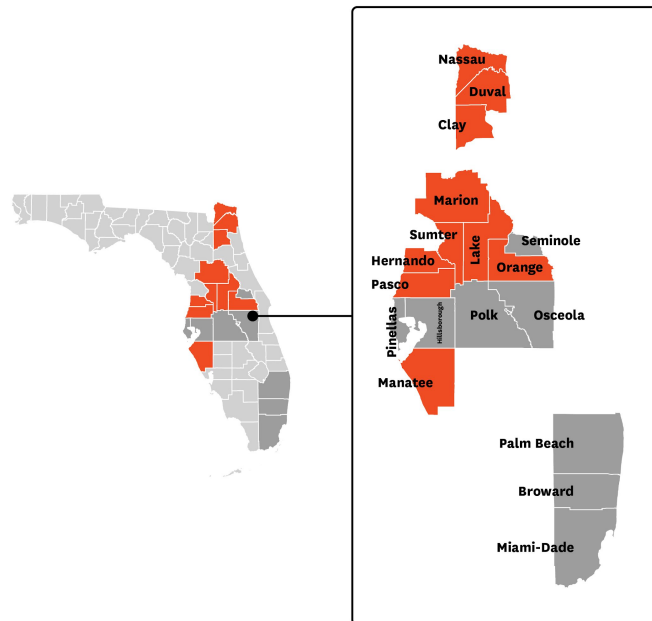 Nassau
Duval
Clay
Marion
Sumter
Lake
Seminole
Hernando
Orange
Pasco
Pinellas
Hillsborough
Polk
Osceola
Manatee
Palm Beach
Broward
Miami-Dade